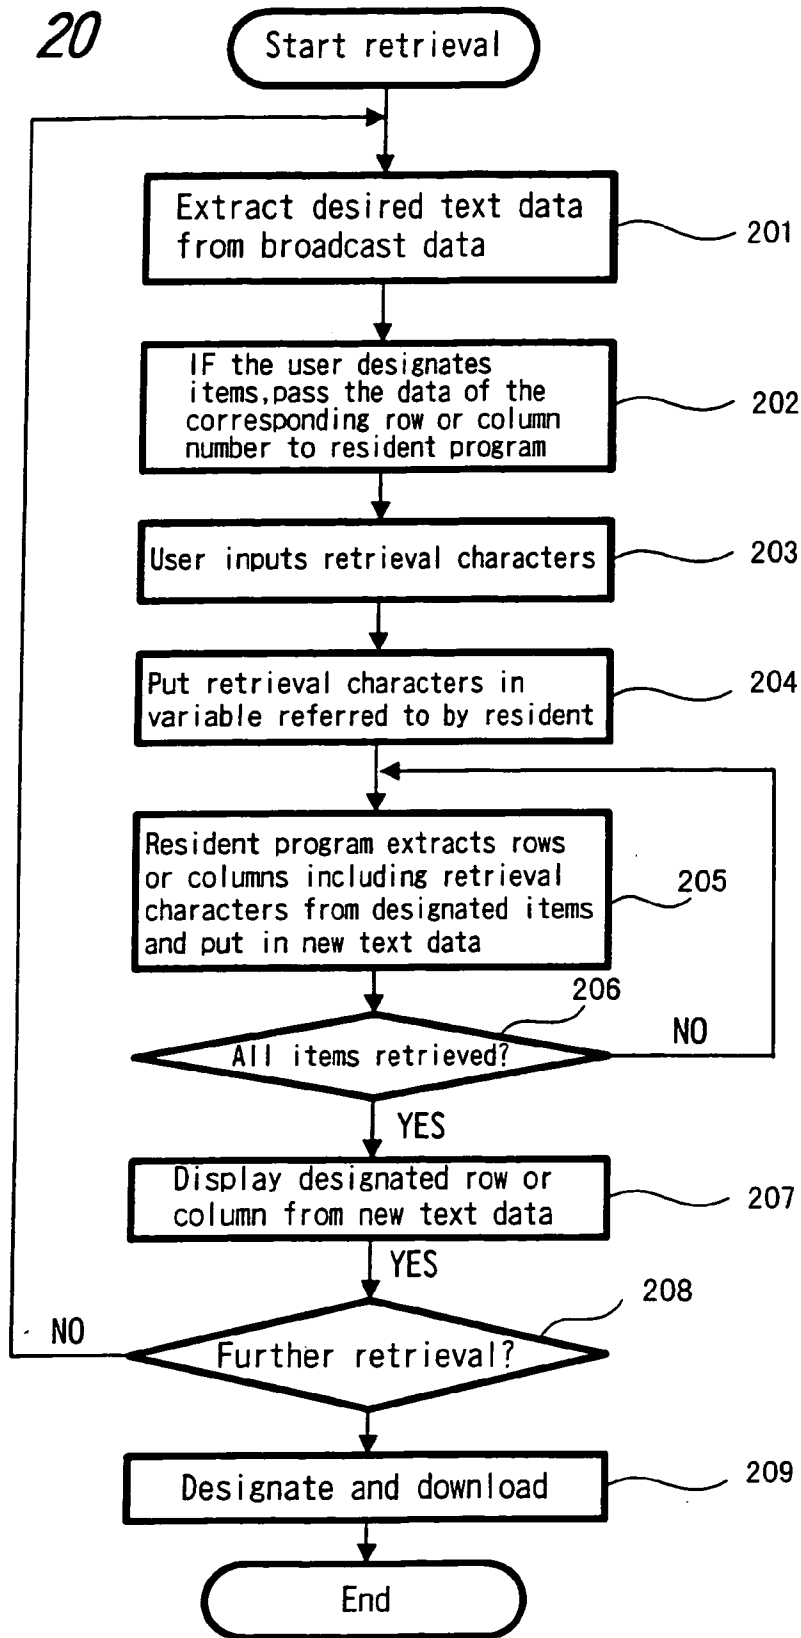 20
Start retrieval
Extract desired text data
from broadcast data
201
IF the user designates
items,pass the data of the
corresponding row or column
number to resident program
202
User inputs retrieval characters
203
Put retrieval characters in
variable referred to by resident
204
Resident program extracts rows
or columns including retrieval
characters from designated items
and put in new text data
205
206
All items retrieved?
NO
YES
Display designated row or
column from new text data
207
YES
208
NO
Further retrieval?
Designate and download
209
End